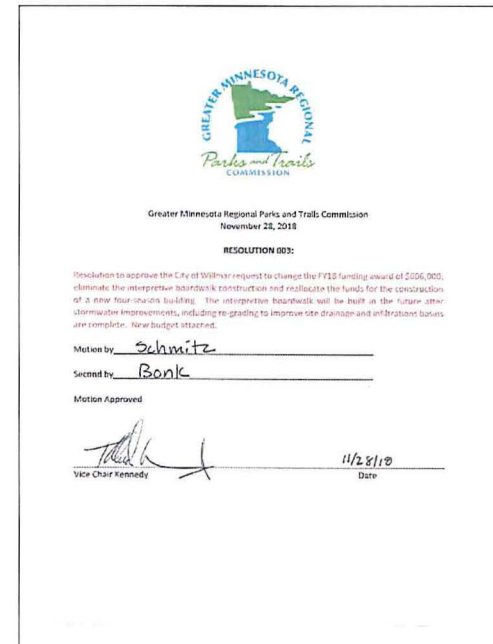 GREATER MINNESOTA REGIONAL
Parks and Trails
COMMISSION
Greater Minnesota Regional Parks and Trails Commission
November 28, 2018
RESOLUTION 003:
Resolution to approve the City of Willmar request to change the FY18 funding award of $606,000,
eliminate the interpretive boardwalk construction and reallocate the funds for the construction
of a new four-season building. The interpretive boardwalk will be built in the future after
stormwater improvements, including re-grading to improve site drainage and infiltrations basins
are complete. New budget attached.
Motion by Schmitz
Second by Bonk
Motion Approved
11/28/18
Vice Chair Kennedy Date